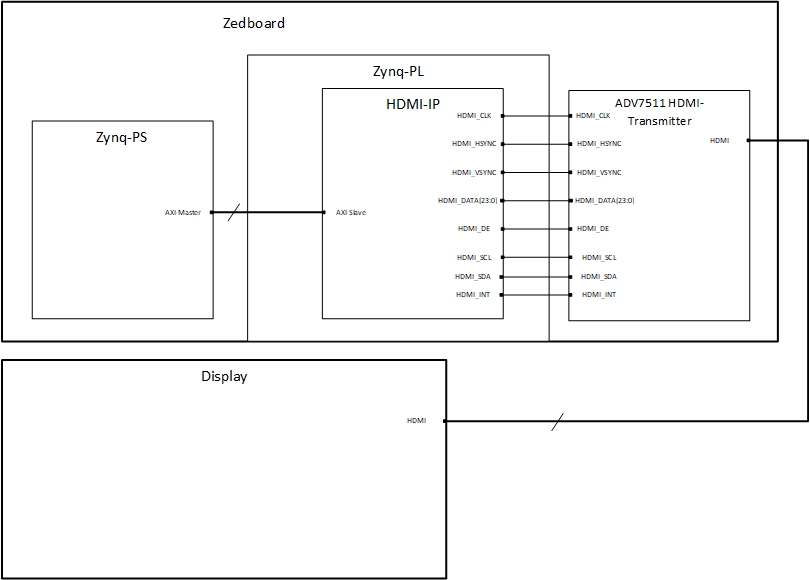 Zedboard
Zynq-PL
HDMI-IP
ADV7511 HDMI-
Transmitter
Zynq-PS
HDMI_CLK
HDMI_CLK
HDMI
HDMI_HSYNC
HDMI_HSYNC
HDMI_VSYNC
HDMI_VSYNC
HDMI_DATA(23:0)
HDMI_DATA(23:0)
AXI Master
AXI Slave
HDMI_DE
HDMI_DE
HDMI_SCL
HDMI_SCL
HDMI_SDA
HDMI_SDA
HDMI_INT
HDMI_INT
Display
HDMI